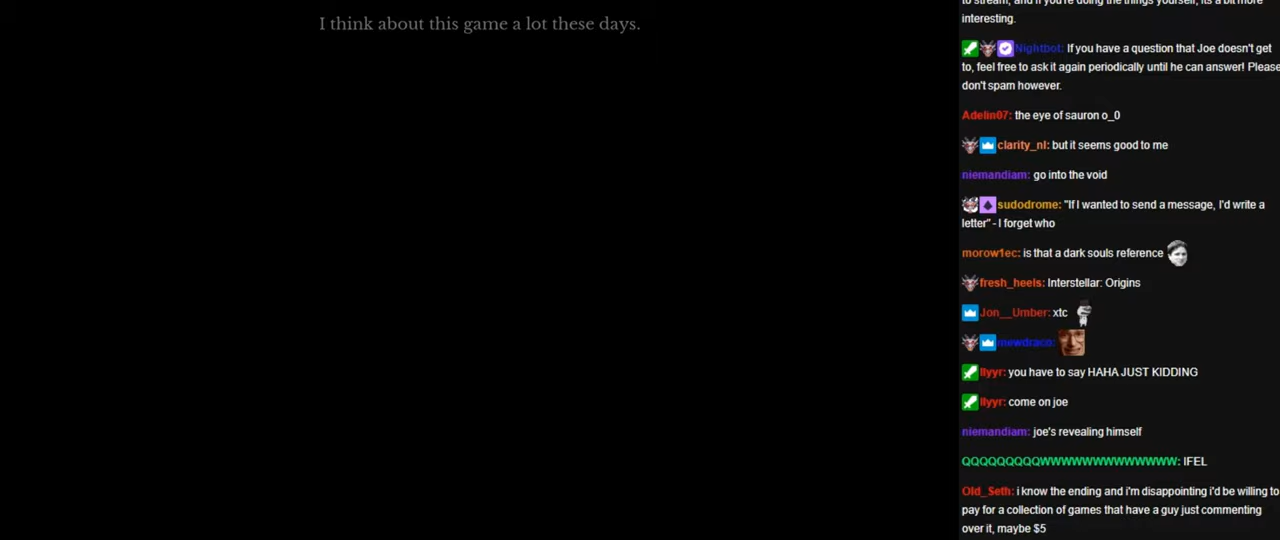 I think about this game a lot these days.
to stream, and if you're doing the things yourself, its a bit more
interesting.
Nightbot: If you have a question that Joe doesn't get
to, feel free to ask it again periodically until he can answer! Please
don't spam however.
Adelin07: the eye of sauron o_0
clarity_nl: but it seems good to me
niemandiam: go into the void
sudodrome: "If I wanted to send a message, I'd write a
letter" - I forget who
morow1ec: is that a dark souls reference
fresh_heels: Interstellar: Origins
Jon__Umber: xtc
mewdraco:
llyyr: you have to say HAHA JUST KIDDING
llyyr: come on joe
niemandiam: joe's revealing himself
QQQQQQQQQWWWWWWWWWWWWW: IFEL
Old_Seth: i know the ending and i'm disappointing i'd be willing to
pay for a collection of games that have a guy just commenting
over it, maybe $5